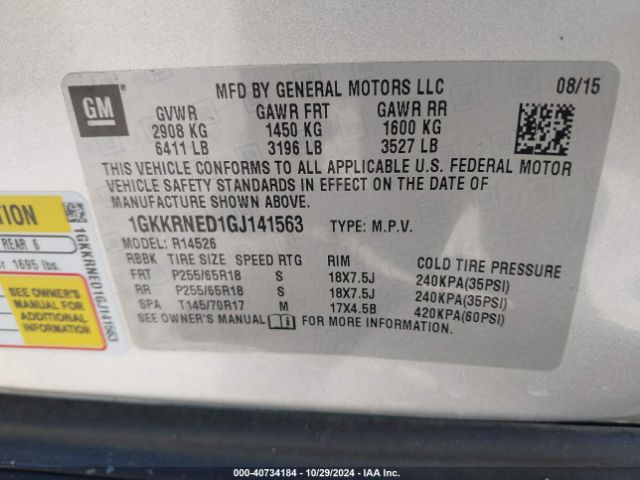 GM
MFD BY GENERAL MOTORS LLC 08/15
GVWR GAWR FRT GAWR RR
2908 KG 1450 KG 1600 KG
6411 LB 3196 LB 3527 LB
THIS VEHICLE CONFORMS TO ALL APPLICABLE U.S. FEDERAL MOTOR
VEHICLE SAFETY STANDARDS IN EFFECT ON THE DATE OF
MANUFACTURE SHOWN ABOVE.
1GKKRNED1GJ141563 TYPE: M.P.V.
MODEL: R14526
RBBK TIRE SIZE SPEED RTG RIM COLD TIRE PRESSURE
FRT P255/65R18 S 18X7.5J 240KPA(35PSI)
RR P255/65R18 S 18X7.5J 240KPA(35PSI)
SPA T145/70R17 M 17X4.5B 420KPA(60PSI)
SEE OWNER'S MANUAL FOR MORE INFORMATION
REAR 6
r 1695 lbs.
SEE OWNER'S
MANUAL FOR
ADDITIONAL
INFORMATION
1GKKRNED1GJ141563
000-40734184 - 10/29/2024 - IAA